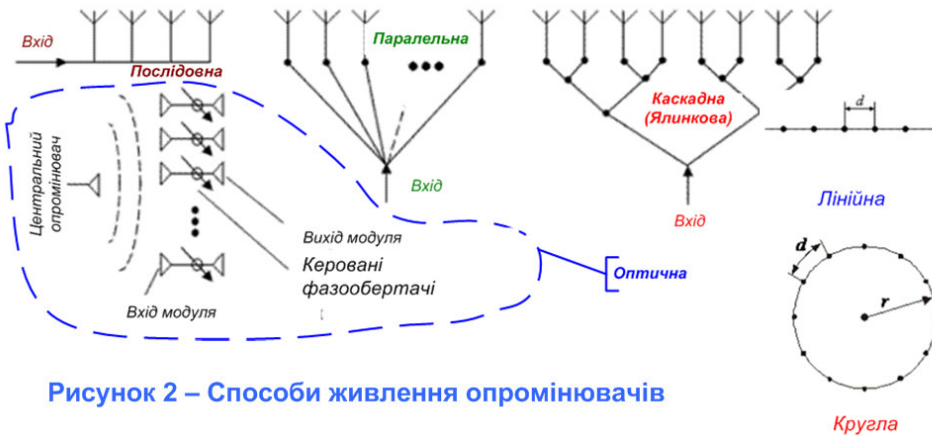 Вхід
Послідовна
Паралельна
Вхід
Каскадна
(Ялинкова)
Вхід
d
Лінійна
Центральний
опромінювач
Вихід модуля
Керовані
фазообертачі
Вхід модуля
Оптична
d
r
Кругла
Рисунок 2 – Способи живлення опромінювачів